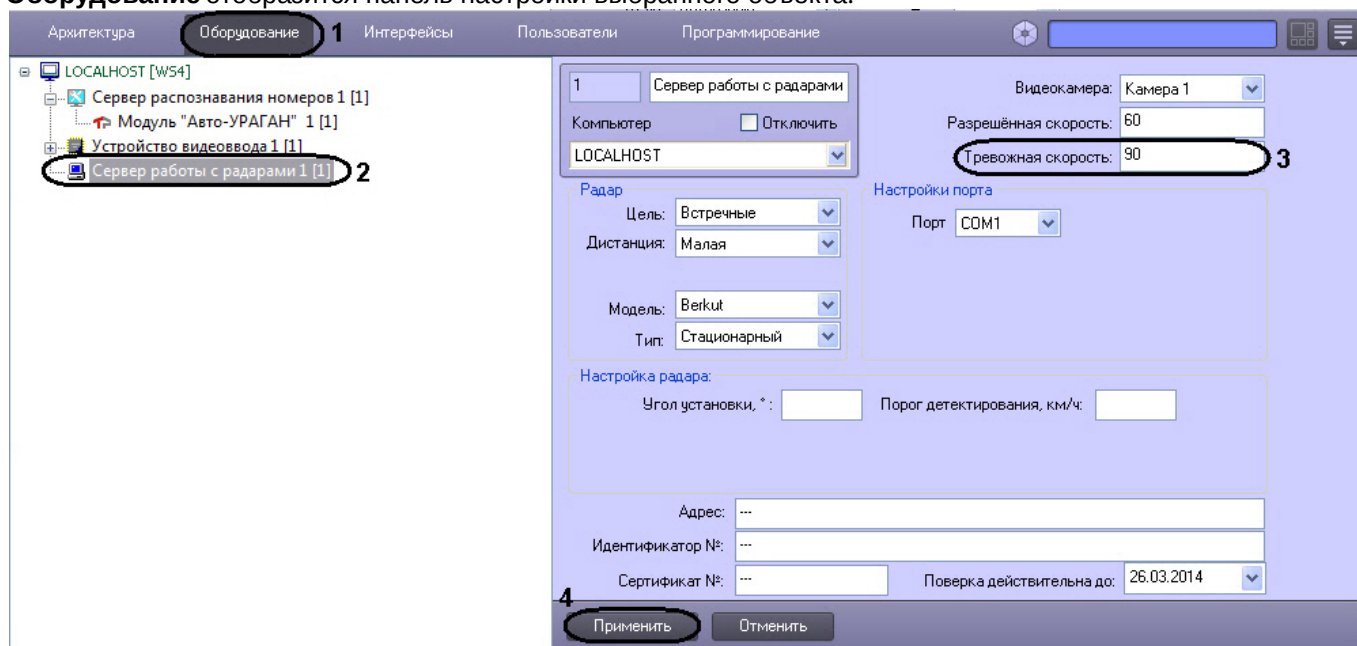 Оборудование отобразится панель настройки выбранного объекта.
Архитектура Оборудование 1 Интерфейсы Пользователи Программирование
LOCALHOST [WS4]
Сервер распознавания номеров 1 [1]
Модуль "Авто-УРАГАН" 1 [1]
Устройство видеоввода 1 [1]
Сервер работы с радарами 1 [1] 2
1 Сервер работы с радарами
Компьютер Отключить
LOCALHOST
Видеокамера: Камера 1
Разрешённая скорость: 60
Тревожная скорость: 90 3
Радар
Цель: Встречные
Дистанция: Малая
Модель: Berkut
Тип: Стационарный
Настройки порта
Порт COM1
Настройка радара:
Угол установки, ° : Порог детектирования, км/ч:
Адрес: ---
Идентификатор №: ---
Сертификат №: --- Поверка действительна до: 26.03.2014
4
Применить Отменить